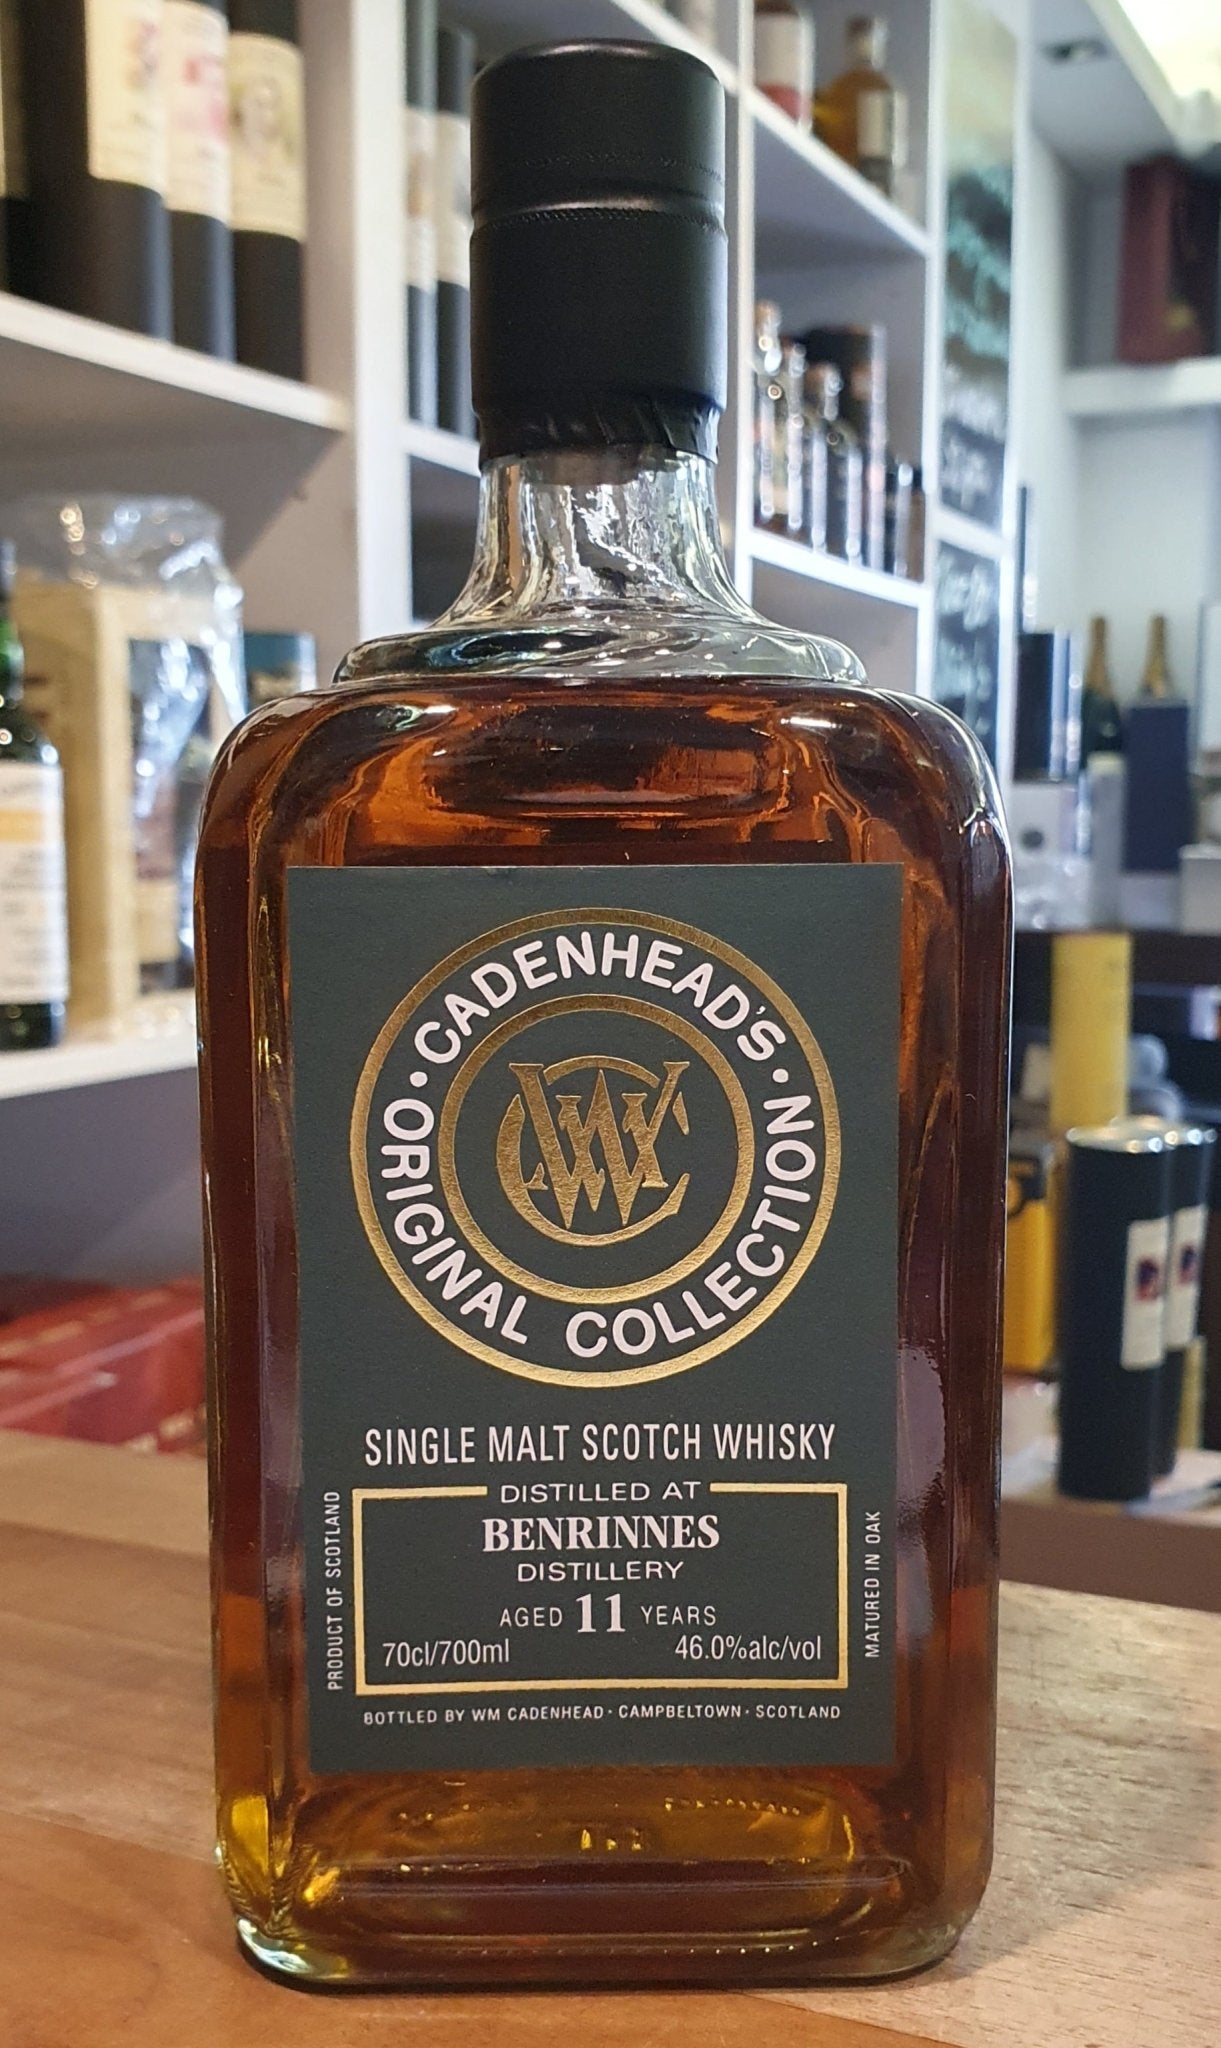 CADENHEAD'S
ORIGINAL COLLECTION
SINGLE MALT SCOTCH WHISKY
DISTILLED AT
BENRINNES
DISTILLERY
AGED 11 YEARS
70cl/700ml 46.0%alc/vol
PRODUCT OF SCOTLAND
MATURED IN OAK
BOTTLED BY WM CADENHEAD · CAMPBELTOWN · SCOTLAND